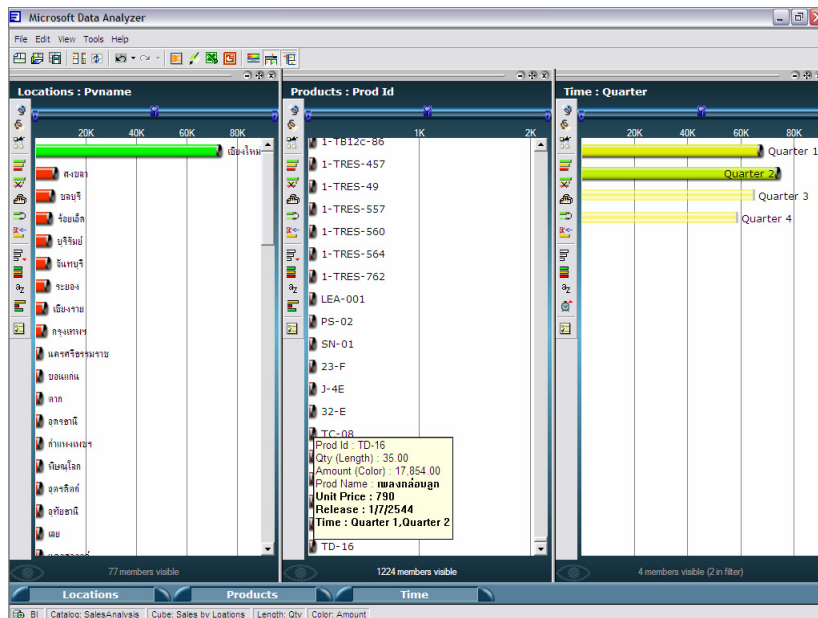 Microsoft Data Analyzer
File Edit View Tools Help
Locations : Pvname
20K 40K 60K 80K
เชียงใหม
สงขลา
ชลบุรี
ร้อยเอ็ด
บุรีรัมย์
จันทบุรี
ระยอง
เชียงราย
กรุงเทพฯ
นครศรีธรรมราช
ขอนแก่น
ตาก
อุดรธานี
กำแพงเพชร
พิษณุโลก
อุตรดิตถ์
อุทัยธานี
เลย
77 members visible
Products : Prod Id
1K 2K
1-TB12c-86
1-TRES-457
1-TRES-49
1-TRES-557
1-TRES-560
1-TRES-564
1-TRES-762
LEA-001
PS-02
SN-01
23-F
J-4E
32-E
TC-08
Prod Id : TD-16
Qty (Length) : 35.00
Amount (Color) : 17,854.00
Prod Name : เพลงกล่อมลูก
Unit Price : 790
Release : 1/7/2544
Time : Quarter 1,Quarter 2
TD-16
1224 members visible
Time : Quarter
20K 40K 60K 80K
Quarter 1
Quarter 2
Quarter 3
Quarter 4
4 members visible (2 in filter)
Locations Products Time
BI Catalog: SalesAnalysis Cube: Sales by Loations Length: Qty Color: Amount